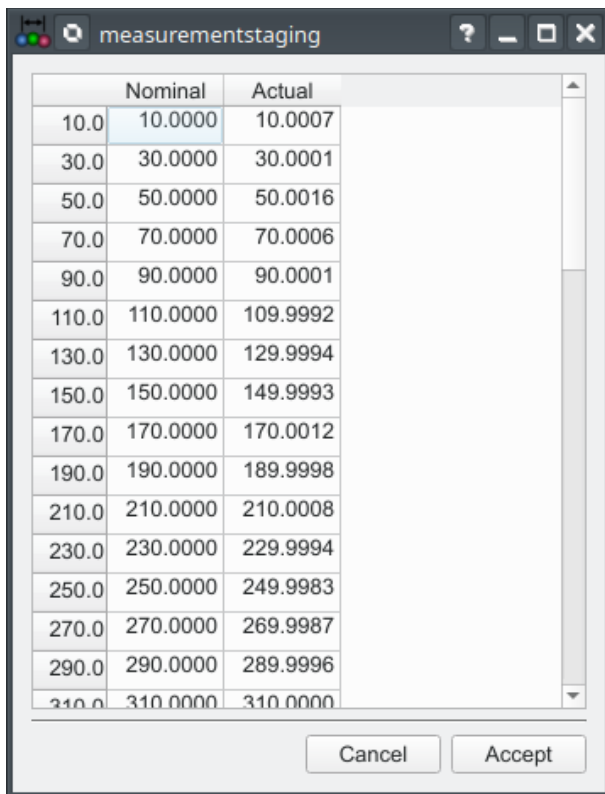 measurementstaging ?
Nominal Actual
10.0 10.0000 10.0007
30.0 30.0000 30.0001
50.0 50.0000 50.0016
70.0 70.0000 70.0006
90.0 90.0000 90.0001
110.0 110.0000 109.9992
130.0 130.0000 129.9994
150.0 150.0000 149.9993
170.0 170.0000 170.0012
190.0 190.0000 189.9998
210.0 210.0000 210.0008
230.0 230.0000 229.9994
250.0 250.0000 249.9983
270.0 270.0000 269.9987
290.0 290.0000 289.9996
310.0 310.0000 310.0000
Cancel Accept